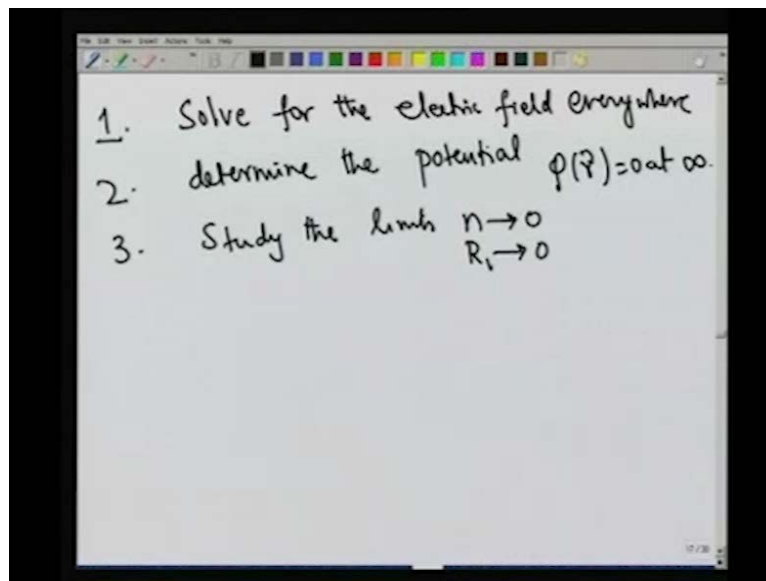 1. Solve for the electric field everywhere
2. determine the potential φ(r⃗)=0 at ∞.
3. Study the limits n→0
R₁→0